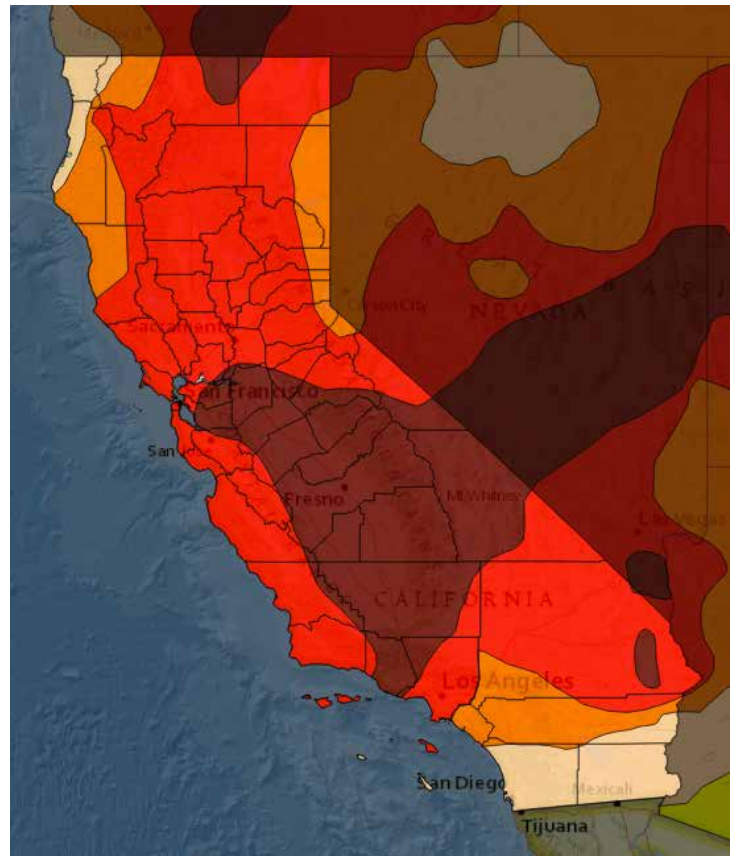 Medford
Carson City
G R E A T B A S I
NEVADA
Sacramento
San Francisco
San Jose
Fresno
Mt. Whitney
Las Vegas
CALIFORNIA
Los Angeles
San Diego
Mexicali
Tijuana